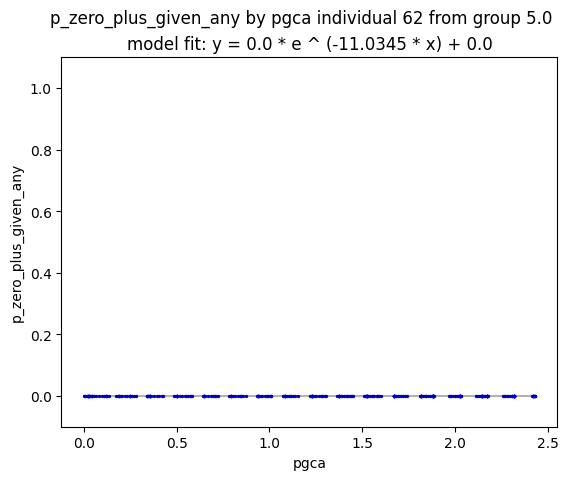 p_zero_plus_given_any by pgca individual 62 from group 5.0
model fit: y = 0.0 * e ^ (-11.0345 * x) + 0.0
1.0
0.8
0.6
0.4
0.2
0.0
p_zero_plus_given_any
0.0 0.5 1.0 1.5 2.0 2.5
pgca